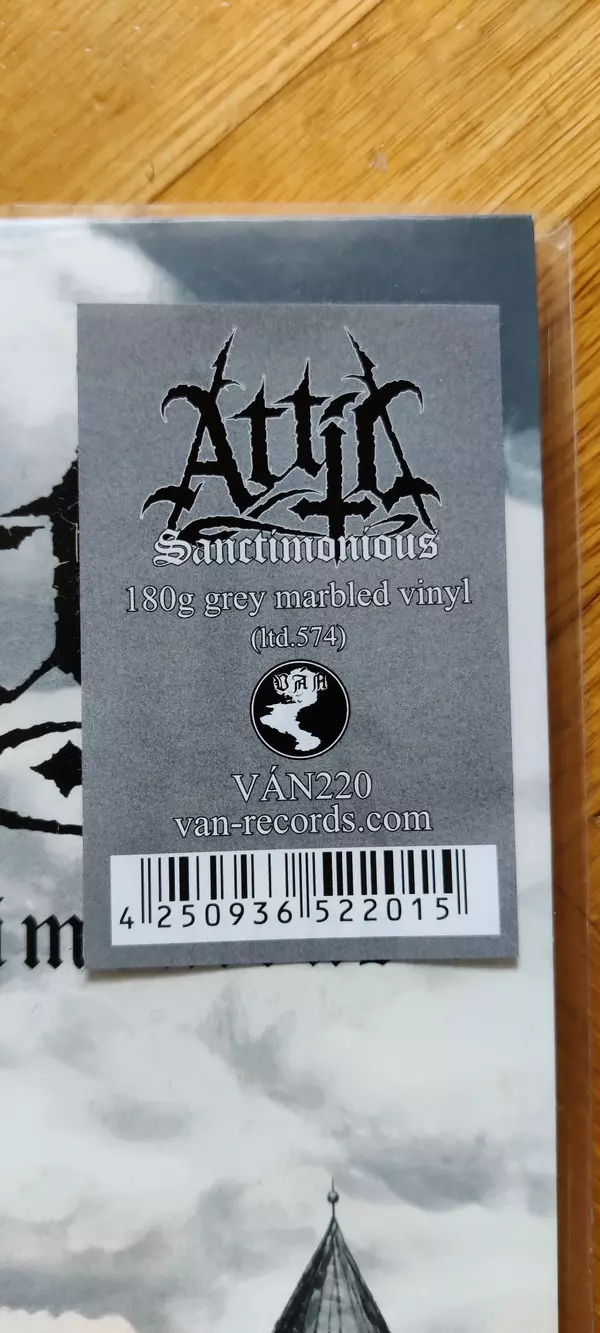 Attic
Sanctimonious
180g grey marbled vinyl
(ltd.574)
VAN
VÁN220
van-records.com
4 250936 522015